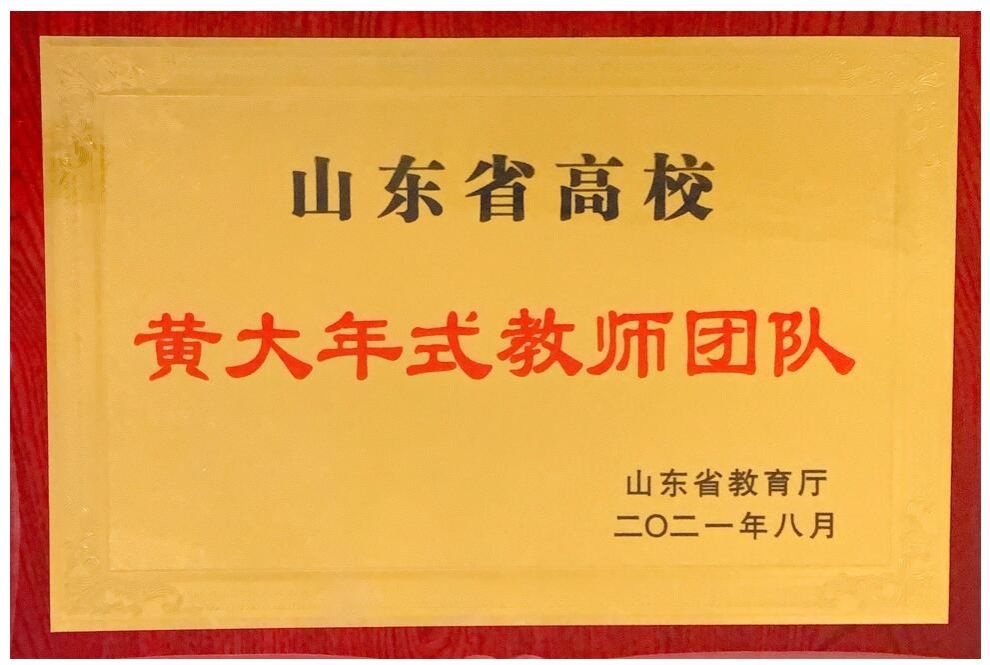 山东省高校
黄大年式教师团队
山东省教育厅
二〇二一年八月